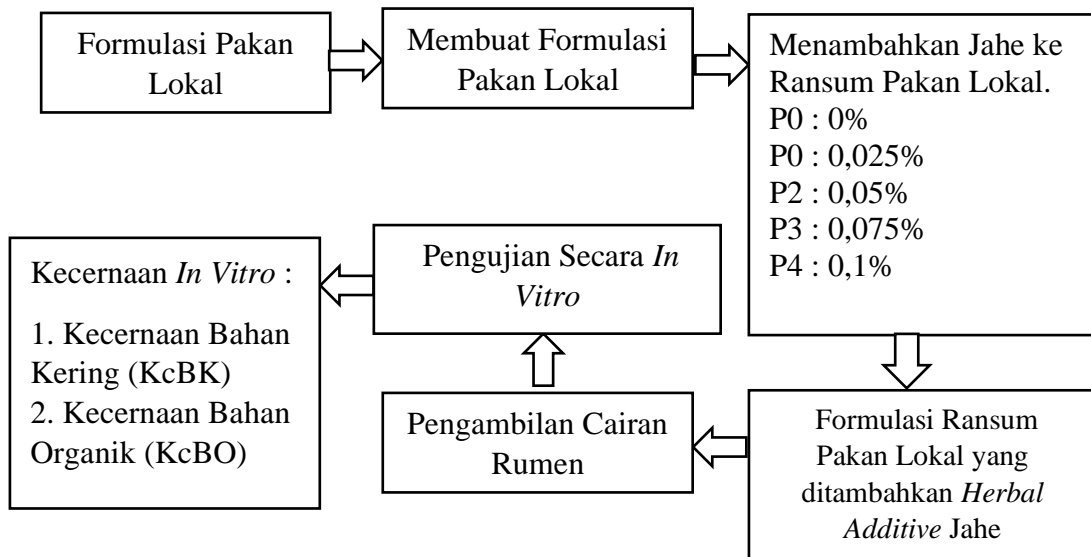 Formulasi Pakan
Lokal
Membuat Formulasi
Pakan Lokal
Menambahkan Jahe ke
Ransum Pakan Lokal.
P0 : 0%
P0 : 0,025%
P2 : 0,05%
P3 : 0,075%
P4 : 0,1%
Formulasi Ransum
Pakan Lokal yang
ditambahkan Herbal
Additive Jahe
Pengambilan Cairan
Rumen
Pengujian Secara In
Vitro
Kecernaan In Vitro :
1. Kecernaan Bahan
Kering (KcBK)
2. Kecernaan Bahan
Organik (KcBO)